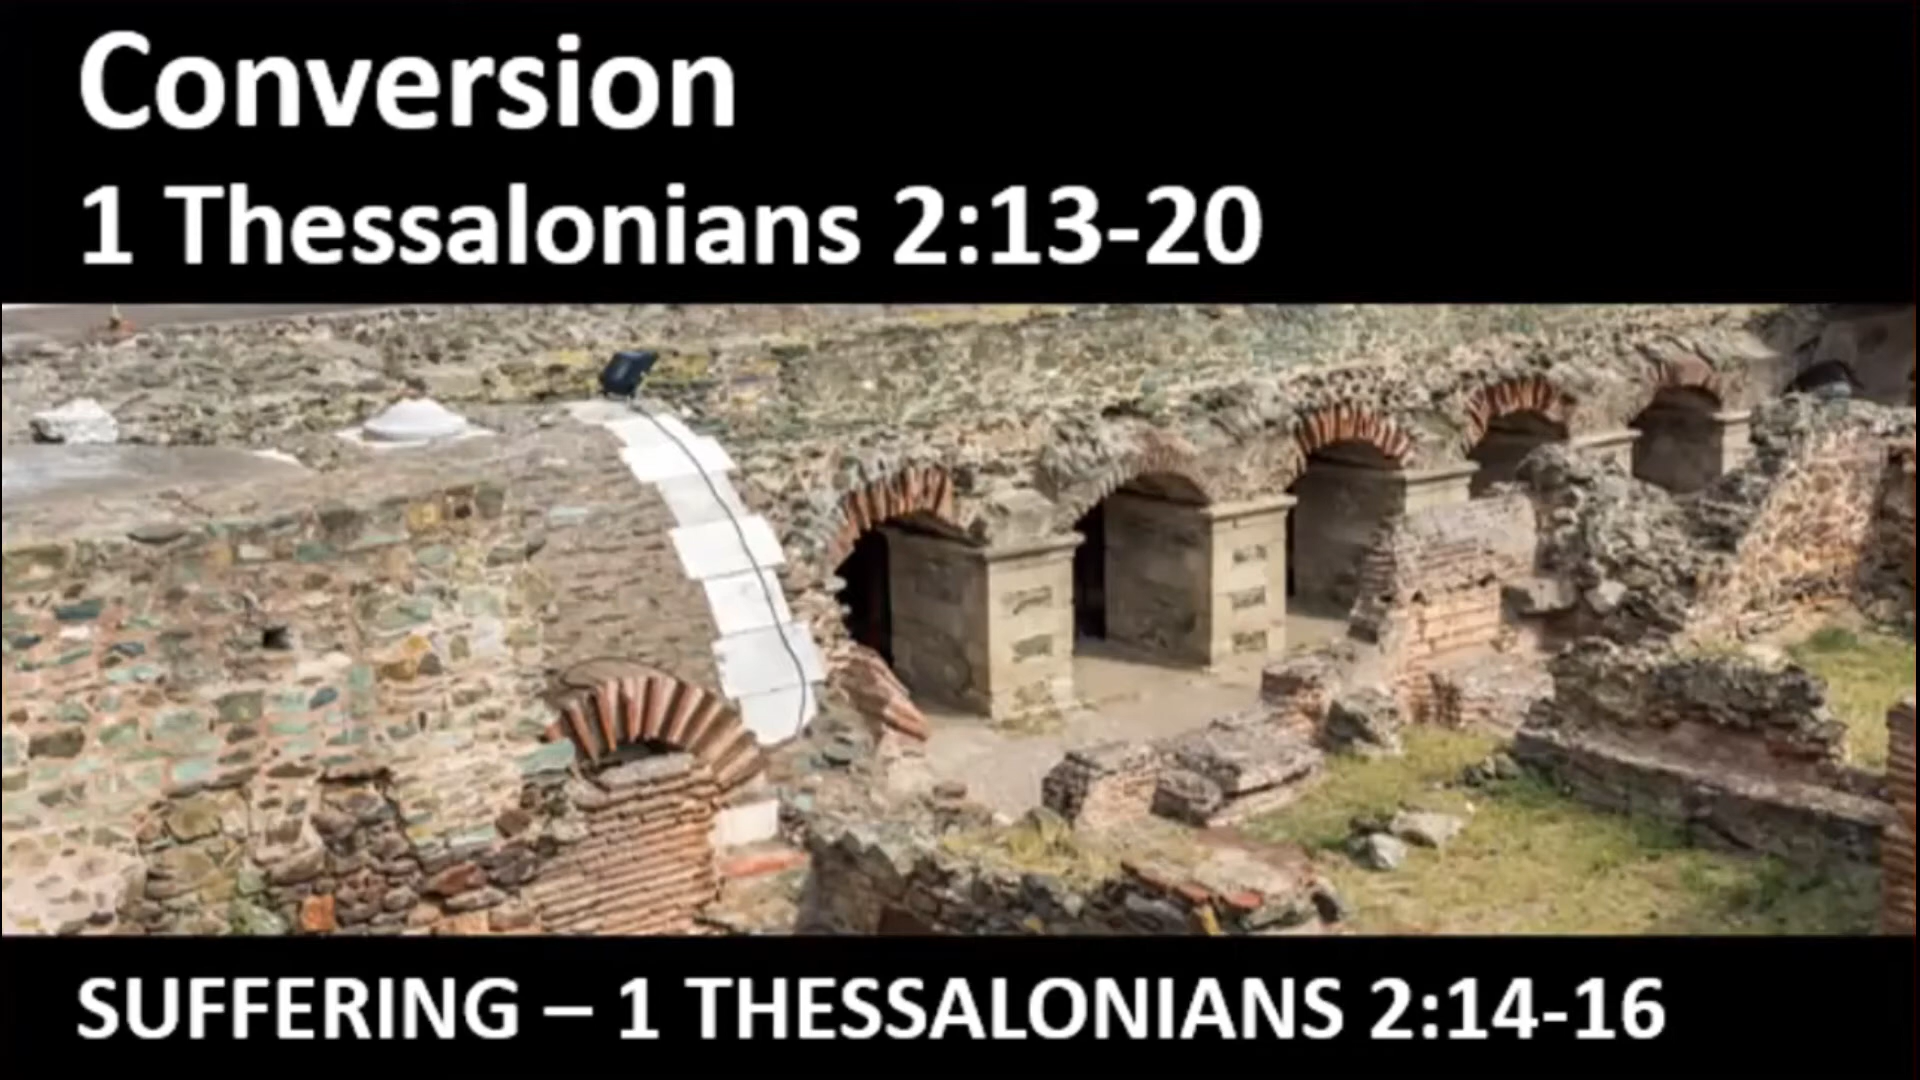 Conversion
1 Thessalonians 2:13-20
SUFFERING – 1 THESSALONIANS 2:14-16